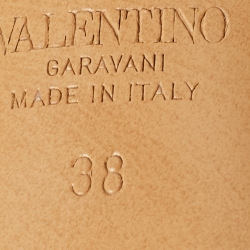 VALENTINO
GARAVANI
MADE IN ITALY
38